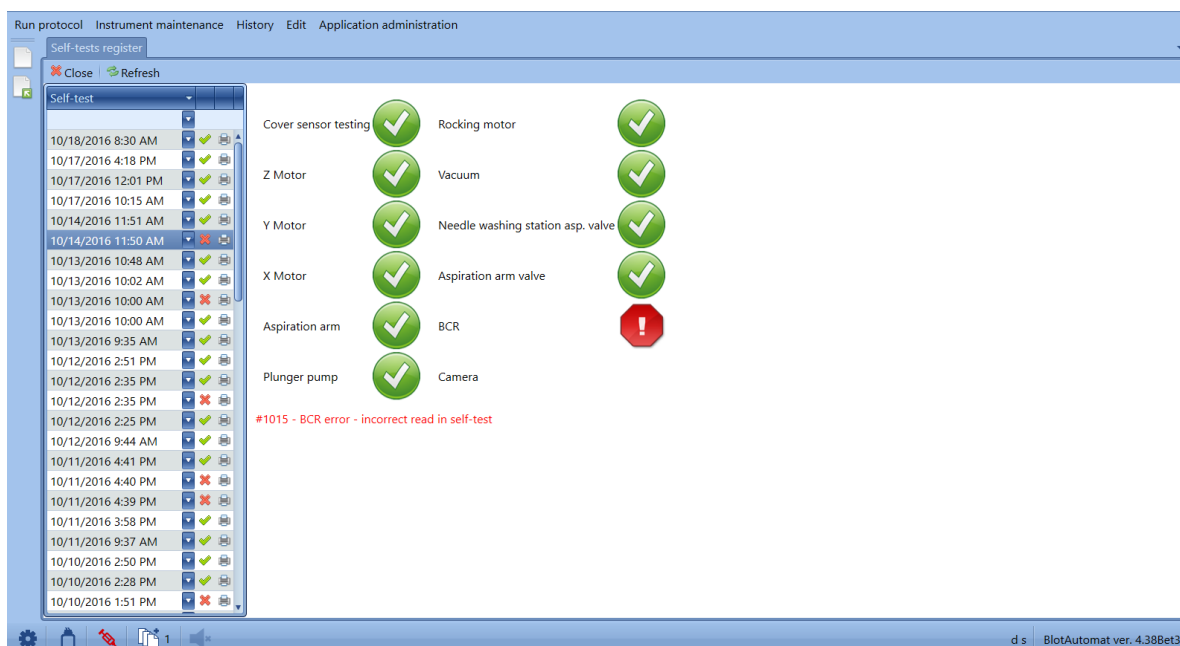 Run protocol Instrument maintenance History Edit Application administration
Self-tests register
Close Refresh
Self-test
10/18/2016 8:30 AM
10/17/2016 4:18 PM
10/17/2016 12:01 PM
10/17/2016 10:15 AM
10/14/2016 11:51 AM
10/14/2016 11:50 AM
10/13/2016 10:48 AM
10/13/2016 10:02 AM
10/13/2016 10:00 AM
10/13/2016 10:00 AM
10/13/2016 9:35 AM
10/12/2016 2:51 PM
10/12/2016 2:35 PM
10/12/2016 2:35 PM
10/12/2016 2:25 PM
10/12/2016 9:44 AM
10/11/2016 4:41 PM
10/11/2016 4:40 PM
10/11/2016 4:39 PM
10/11/2016 3:58 PM
10/11/2016 9:37 AM
10/10/2016 2:50 PM
10/10/2016 2:28 PM
10/10/2016 1:51 PM
Cover sensor testing Rocking motor
Z Motor Vacuum
Y Motor Needle washing station asp. valve
X Motor Aspiration arm valve
Aspiration arm BCR
Plunger pump Camera
#1015 - BCR error - incorrect read in self-test
1
d s BlotAutomat ver. 4.38Bet3